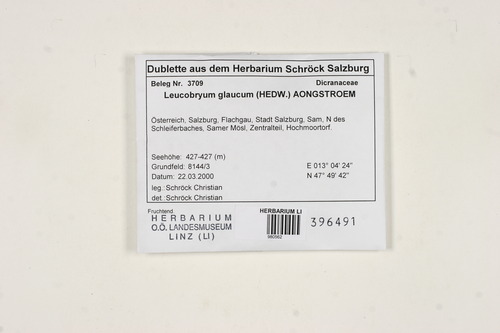 Dublette aus dem Herbarium Schröck Salzburg
Beleg Nr. 3709 Dicranaceae
Leucobryum glaucum (HEDW.) AONGSTROEM
Österreich, Salzburg, Flachgau, Stadt Salzburg, Sam, N des
Schleiferbaches, Samer Mösl, Zentralteil, Hochmoortorf.
Seehöhe: 427-427 (m)
Grundfeld: 8144/3 E 013° 04' 24"
Datum: 22.03.2000 N 47° 49' 42"
leg.: Schröck Christian
det.: Schröck Christian
Fruchtend.
HERBARIUM
O.Ö. LANDESMUSEUM
LINZ (LI)
HERBARIUM LI
980562
396491